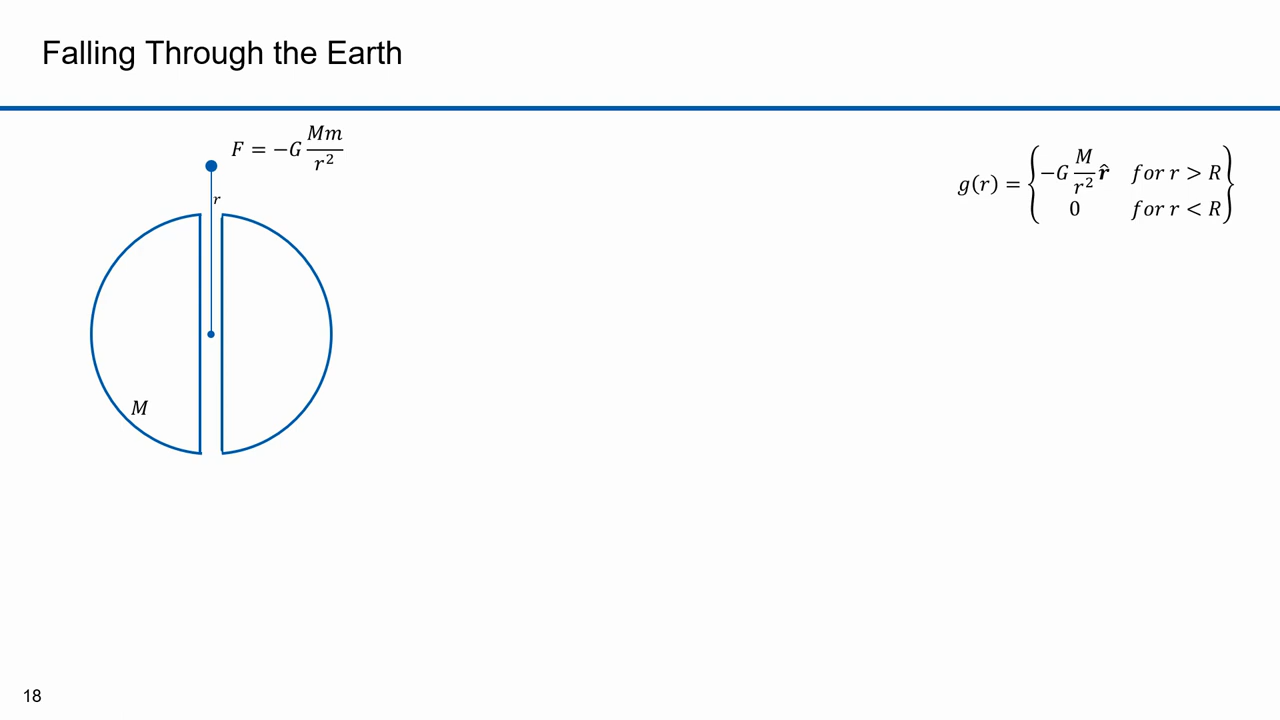 Falling Through the Earth
F = −G Mm/r²
r
M
g(r) = { −G M/r² r̂ for r > R
0 for r < R }
18